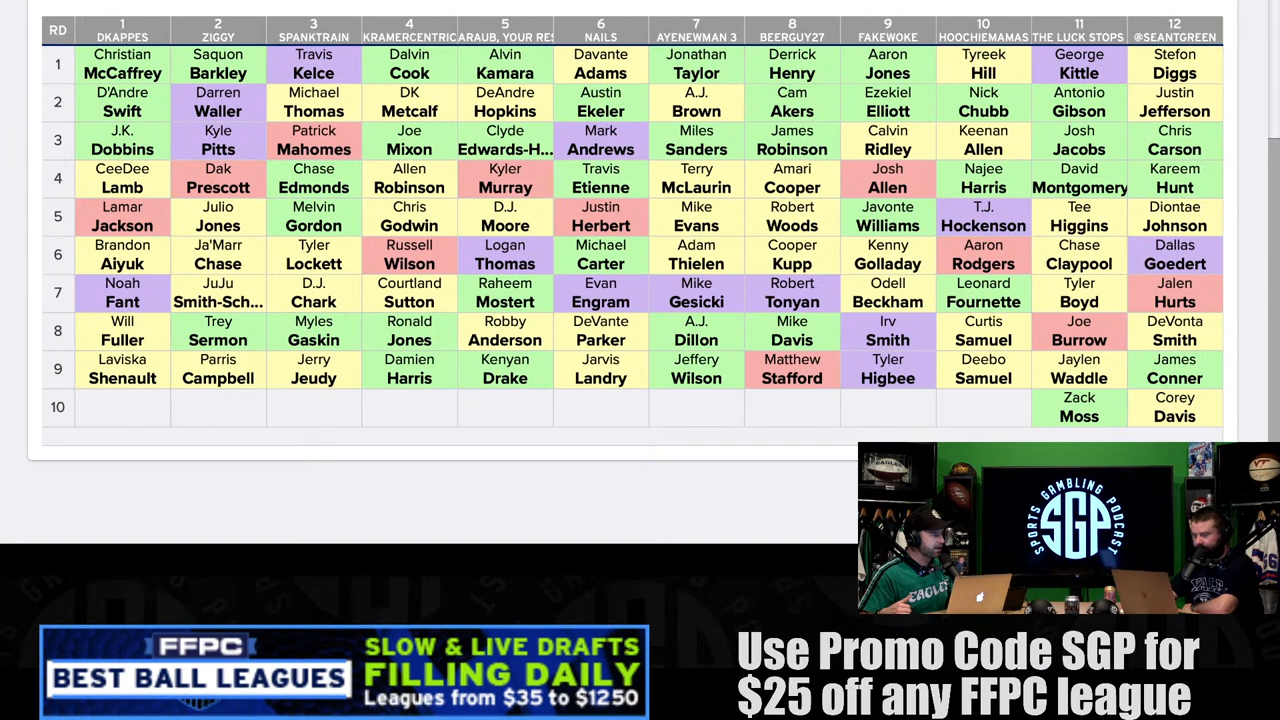 RD 1 2 3 4 5 6 7 8 9 10 11 12
DKAPPES ZIGGY SPANKTRAIN KRAMERCENTRIC ARAUB, YOUR RES NAILS AYENEWMAN 3 BEERGUY27 FAKEWOKE HOOCHIEMAMAS THE LUCK STOPS @SEANTGREEN
Christian Saquon Travis Dalvin Alvin Davante Jonathan Derrick Aaron Tyreek George Stefon
1 McCaffrey Barkley Kelce Cook Kamara Adams Taylor Henry Jones Hill Kittle Diggs
D'Andre Darren Michael DK DeAndre Austin A.J. Cam Ezekiel Nick Antonio Justin
2 Swift Waller Thomas Metcalf Hopkins Ekeler Brown Akers Elliott Chubb Gibson Jefferson
J.K. Kyle Patrick Joe Clyde Mark Miles James Calvin Keenan Josh Chris
3 Dobbins Pitts Mahomes Mixon Edwards-H... Andrews Sanders Robinson Ridley Allen Jacobs Carson
CeeDee Dak Chase Allen Kyler Travis Terry Amari Josh Najee David Kareem
4 Lamb Prescott Edmonds Robinson Murray Etienne McLaurin Cooper Allen Harris Montgomery Hunt
Lamar Julio Melvin Chris D.J. Justin Mike Robert Javonte T.J. Tee Diontae
5 Jackson Jones Gordon Godwin Moore Herbert Evans Woods Williams Hockenson Higgins Johnson
Brandon Ja'Marr Tyler Russell Logan Michael Adam Cooper Kenny Aaron Chase Dallas
6 Aiyuk Chase Lockett Wilson Thomas Carter Thielen Kupp Golladay Rodgers Claypool Goedert
Noah JuJu D.J. Courtland Raheem Evan Mike Robert Odell Leonard Tyler Jalen
7 Fant Smith-Sch... Chark Sutton Mostert Engram Gesicki Tonyan Beckham Fournette Boyd Hurts
Will Trey Myles Ronald Robby DeVante A.J. Mike Irv Curtis Joe DeVonta
8 Fuller Sermon Gaskin Jones Anderson Parker Dillon Davis Smith Samuel Burrow Smith
Laviska Parris Jerry Damien Kenyan Jarvis Jeffery Matthew Tyler Deebo Jaylen James
9 Shenault Campbell Jeudy Harris Drake Landry Wilson Stafford Higbee Samuel Waddle Conner
Zack Corey
10 Moss Davis
SPORTS GAMBLING PODCAST
SGP
EAGLES
FFPC
BEST BALL LEAGUES
SLOW & LIVE DRAFTS
FILLING DAILY
Leagues from $35 to $1250
Use Promo Code SGP for
$25 off any FFPC league